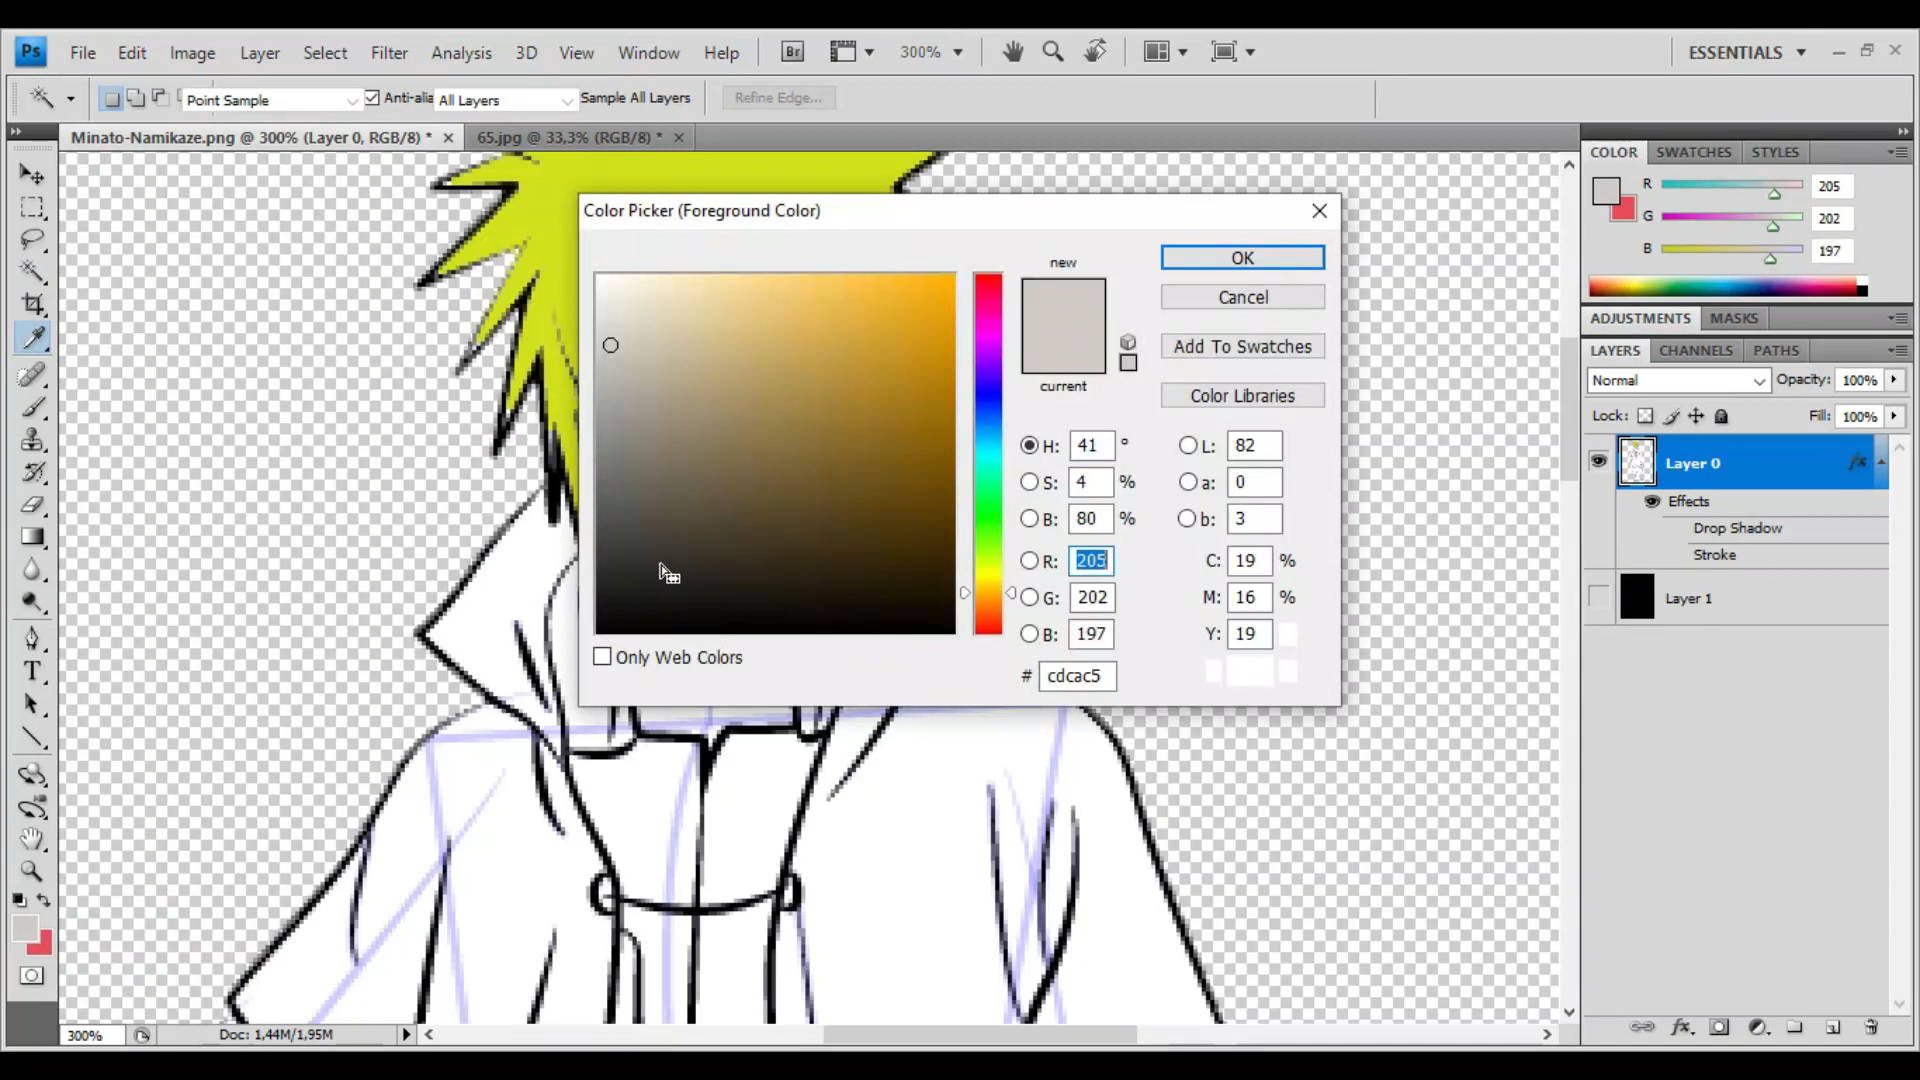 Ps File Edit Image Layer Select Filter Analysis 3D View Window Help Br 300% ESSENTIALS
Point Sample Anti-alia All Layers Sample All Layers Refine Edge...
Minato-Namikaze.png @ 300% (Layer 0, RGB/8) * 65.jpg @ 33,3% (RGB/8) *
COLOR SWATCHES STYLES
R 205
G 202
B 197
ADJUSTMENTS MASKS
LAYERS CHANNELS PATHS
Normal Opacity: 100%
Lock: Fill: 100%
Layer 0 fx
Effects
Drop Shadow
Stroke
Layer 1
Color Picker (Foreground Color)
new
current
OK
Cancel
Add To Swatches
Color Libraries
H: 41 ° L: 82
S: 4 % a: 0
B: 80 % b: 3
R: 205 C: 19 %
G: 202 M: 16 %
B: 197 Y: 19
# cdcac5
Only Web Colors
T
300% Doc: 1,44M/1,95M
fx